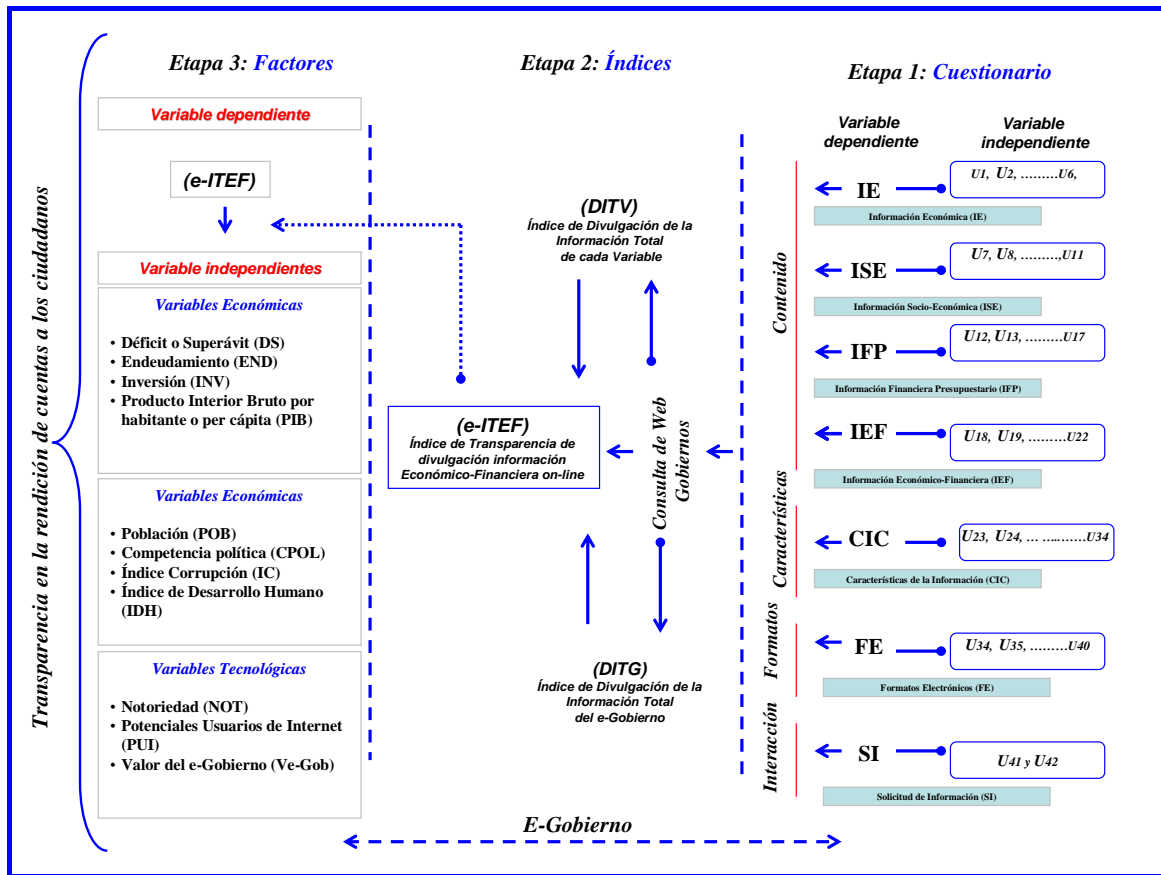 Transparencia en la rendición de cuentas a los ciudadanos
Etapa 3: Factores
Variable dependiente
(e-ITEF)
Variable independientes
Variables Económicas
• Déficit o Superávit (DS)
• Endeudamiento (END)
• Inversión (INV)
• Producto Interior Bruto por
habitante o per cápita (PIB)
Variables Económicas
• Población (POB)
• Competencia política (CPOL)
• Índice Corrupción (IC)
• Índice de Desarrollo Humano
(IDH)
Variables Tecnológicas
• Notoriedad (NOT)
• Potenciales Usuarios de Internet
(PUI)
• Valor del e-Gobierno (Ve-Gob)
Etapa 2: Índices
(DITV)
Índice de Divulgación de la
Información Total
de cada Variable
(e-ITEF)
Índice de Transparencia de
divulgación información
Económico-Financiera on-line
Consulta de Web
Gobiernos
(DITG)
Índice de Divulgación de la
Información Total
del e-Gobierno
Etapa 1: Cuestionario
Variable
dependiente
Variable
independiente
Contenido
IE
U1, U2, .........U6,
Información Económica (IE)
ISE
U7, U8, .........,U11
Información Socio-Económica (ISE)
IFP
U12, U13, .........U17
Información Financiera Presupuestario (IFP)
IEF
U18, U19, .........U22
Información Económico-Financiera (IEF)
Características
CIC
U23, U24, ... ...........U34
Características de la Información (CIC)
Formatos
FE
U34, U35, .........U40
Formatos Electrónicos (FE)
Interacción
SI
U41 y U42
Solicitud de Información (SI)
E-Gobierno